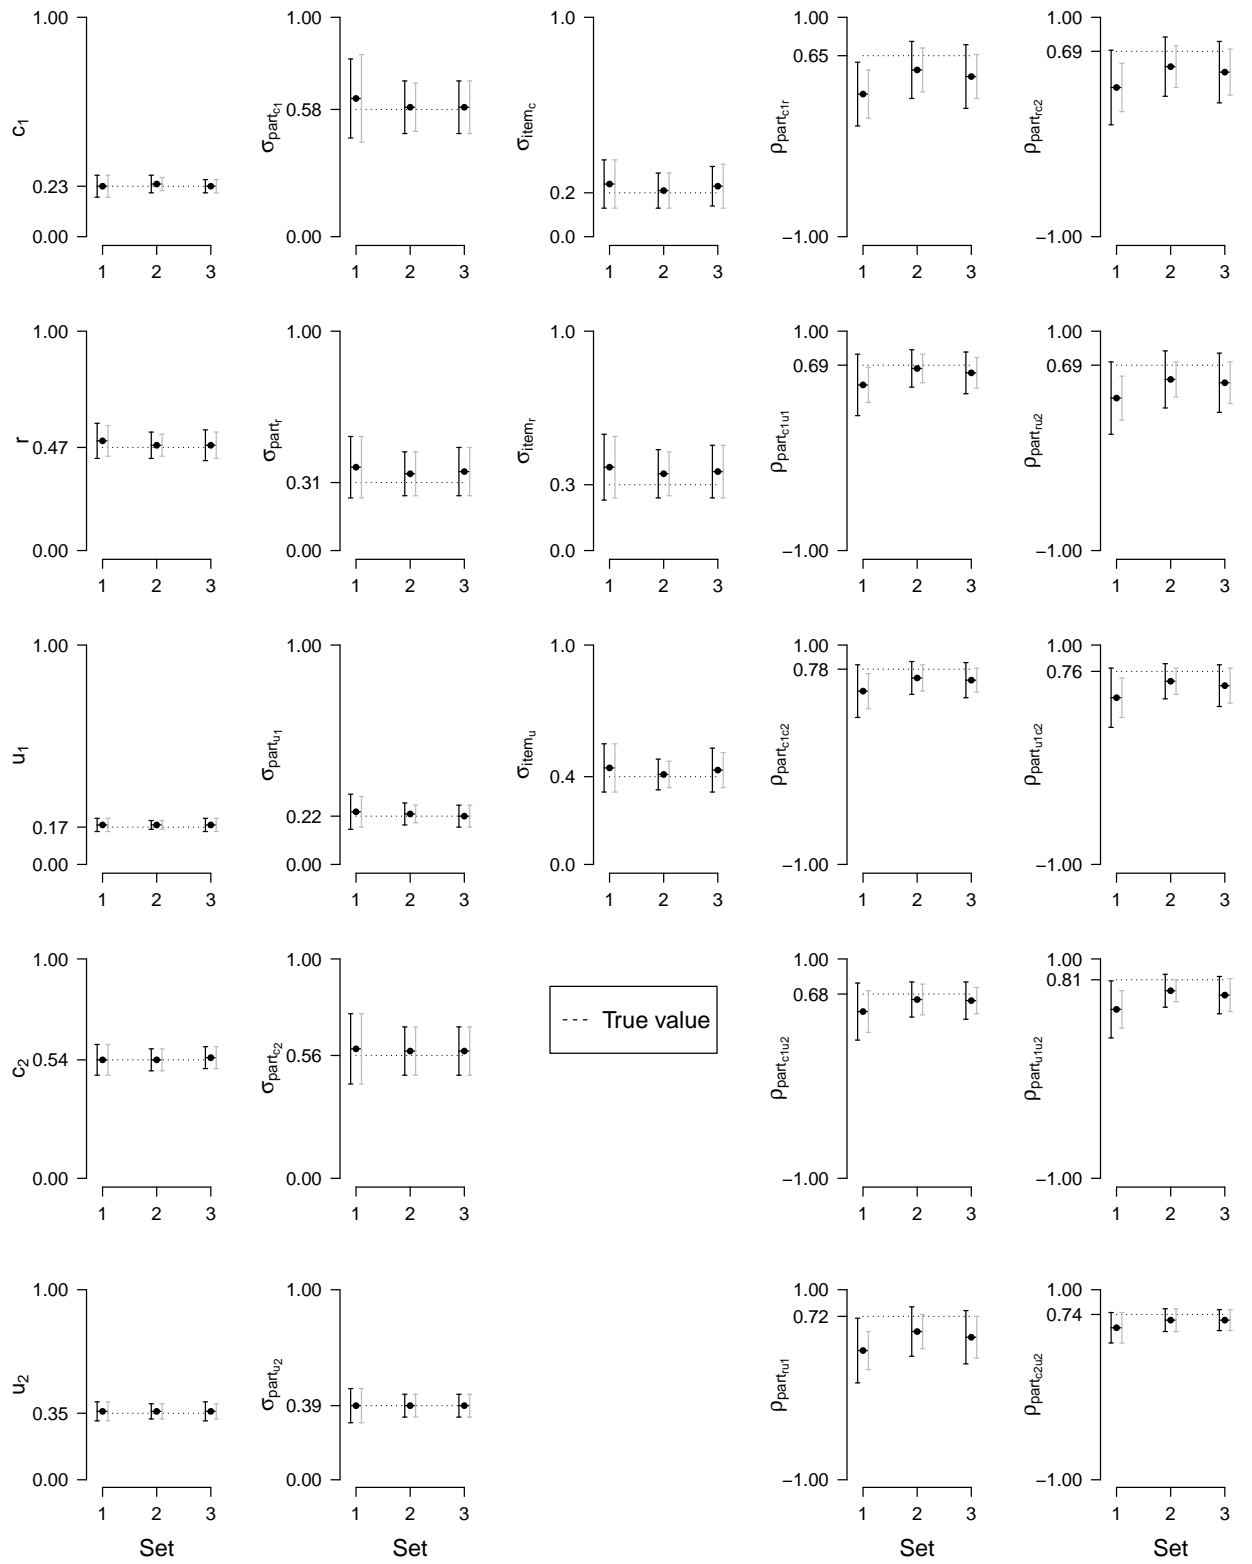 1.00 1.00 1.0 1.00 1.00
c1 0.23 0.00 1 2 3
σpartc1 0.58 0.00 1 2 3
σitemc 0.2 0.0 1 2 3
ρpartc1r 0.65 −1.00 1 2 3
ρpartrc2 0.69 −1.00 1 2 3
1.00 1.00 1.0 1.00 1.00
r 0.47 0.00 1 2 3
σpartr 0.31 0.00 1 2 3
σitemr 0.3 0.0 1 2 3
ρpartc1u1 0.69 −1.00 1 2 3
ρpartru2 0.69 −1.00 1 2 3
1.00 1.00 1.0 1.00 1.00
u1 0.17 0.00 1 2 3
σpartu1 0.22 0.00 1 2 3
σitemu 0.4 0.0 1 2 3
ρpartc1c2 0.78 −1.00 1 2 3
ρpartu1c2 0.76 −1.00 1 2 3
1.00 1.00 1.00 1.00
c2 0.54 0.00 1 2 3
σpartc2 0.56 0.00 1 2 3
True value
ρpartc1u2 0.68 −1.00 1 2 3
ρpartu1u2 0.81 −1.00 1 2 3
1.00 1.00 1.00 1.00
u2 0.35 0.00 1 2 3
σpartu2 0.39 0.00 1 2 3
ρpartru1 0.72 −1.00 1 2 3
ρpartc2u2 0.74 −1.00 1 2 3
Set Set Set Set